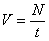 V = N/t